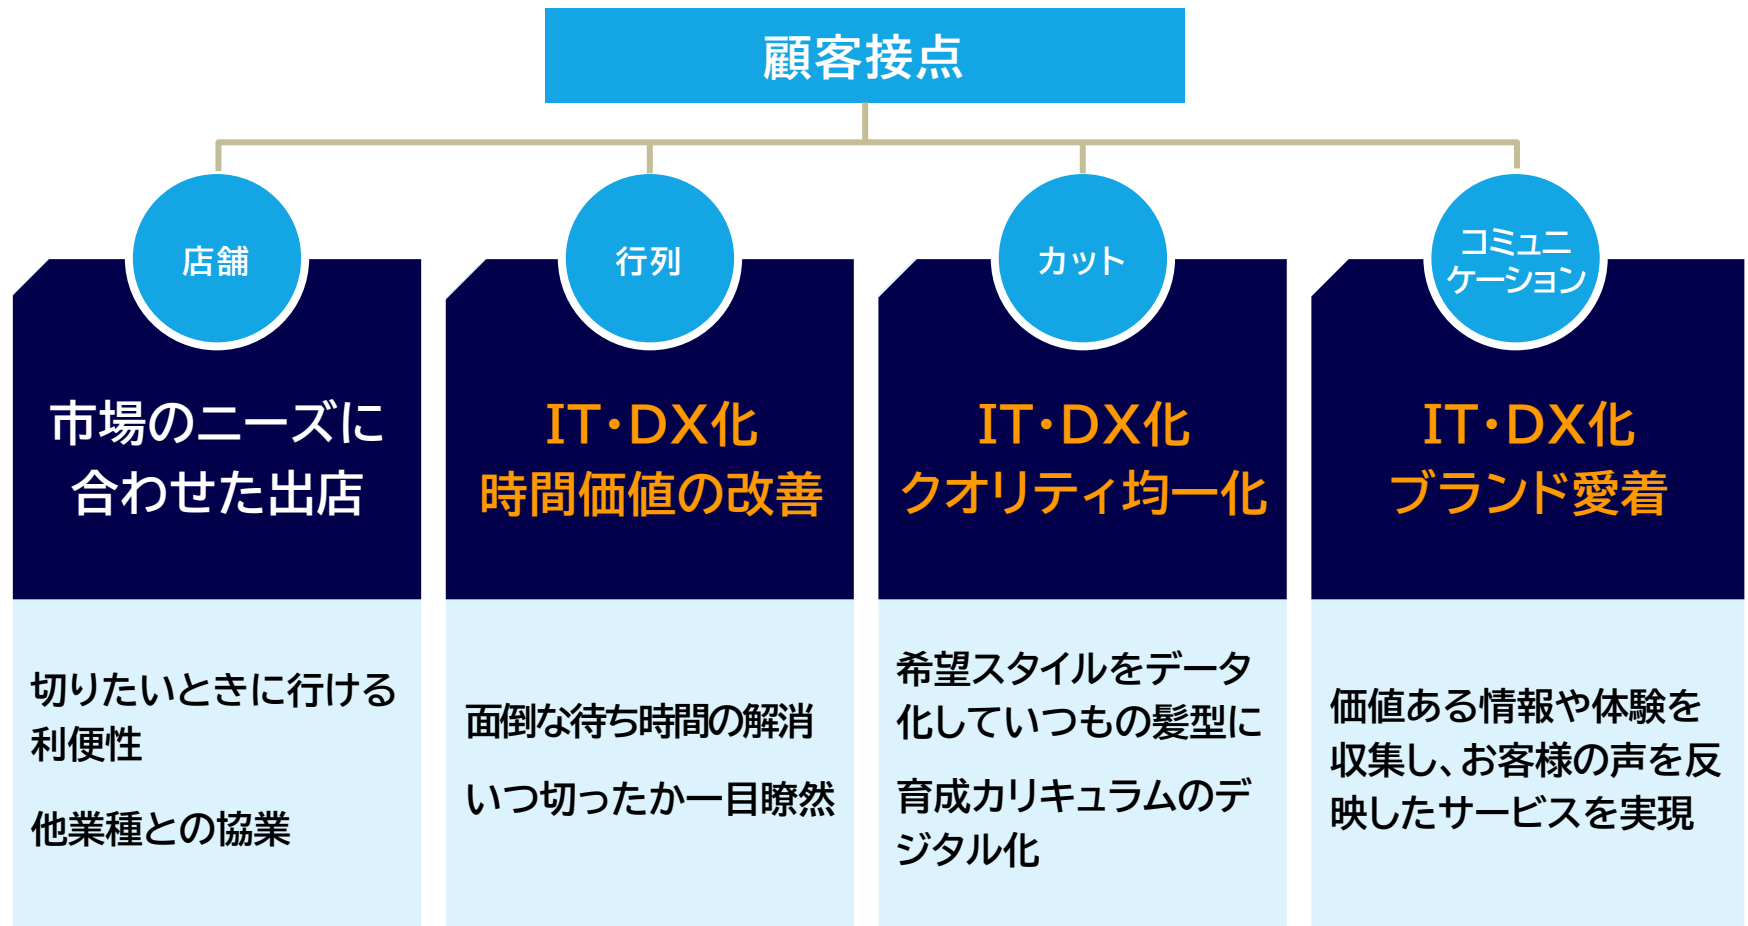 顧客接点
店舗
市場のニーズに
合わせた出店
切りたいときに行ける
利便性
他業種との協業
行列
IT・DX化
時間価値の改善
面倒な待ち時間の解消
いつ切ったか一目瞭然
カット
IT・DX化
クオリティ均一化
希望スタイルをデータ
化していつもの髪型に
育成カリキュラムのデ
ジタル化
コミュニ
ケーション
IT・DX化
ブランド愛着
価値ある情報や体験を
収集し、お客様の声を反
映したサービスを実現